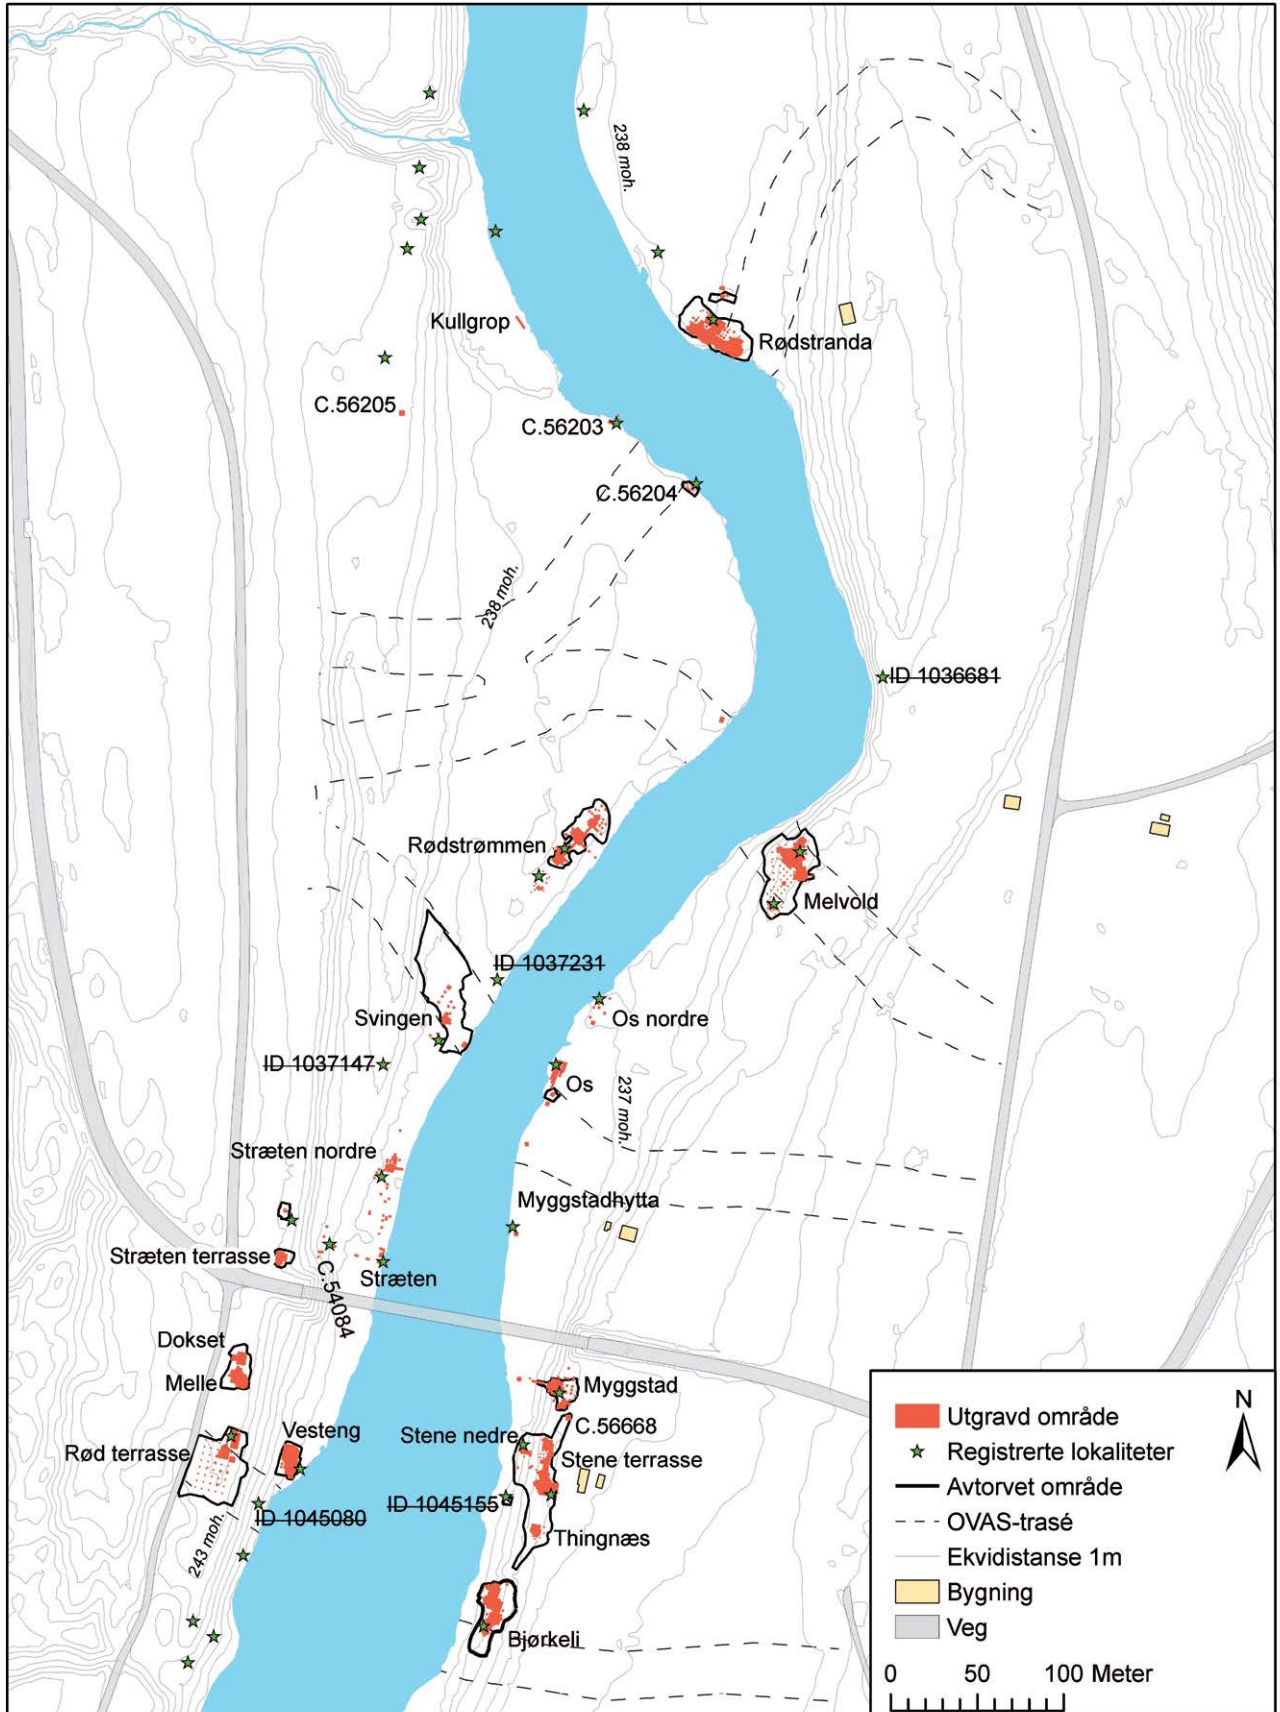 238 moh.
Kullgrop
Rødstranda
C.56205
C.56203
C.56204
238 moh.
ID 1036681
Rødstrømmen
Melvold
ID 1037231
Svingen
Os nordre
ID 1037147
Os
237 moh.
Stræten nordre
Myggstadhytta
Stræten terrasse
Stræten
C.54084
Dokset
Melle
Myggstad
C.56668
Vesteng
Stene nedre
Rød terrasse
Stene terrasse
ID 1045155
ID 1045080
Thingnæs
243 moh.
Bjørkeli
N
Utgravd område
Registrerte lokaliteter
Avtorvet område
OVAS-trasé
Ekvidistanse 1m
Bygning
Veg
0 50 100 Meter